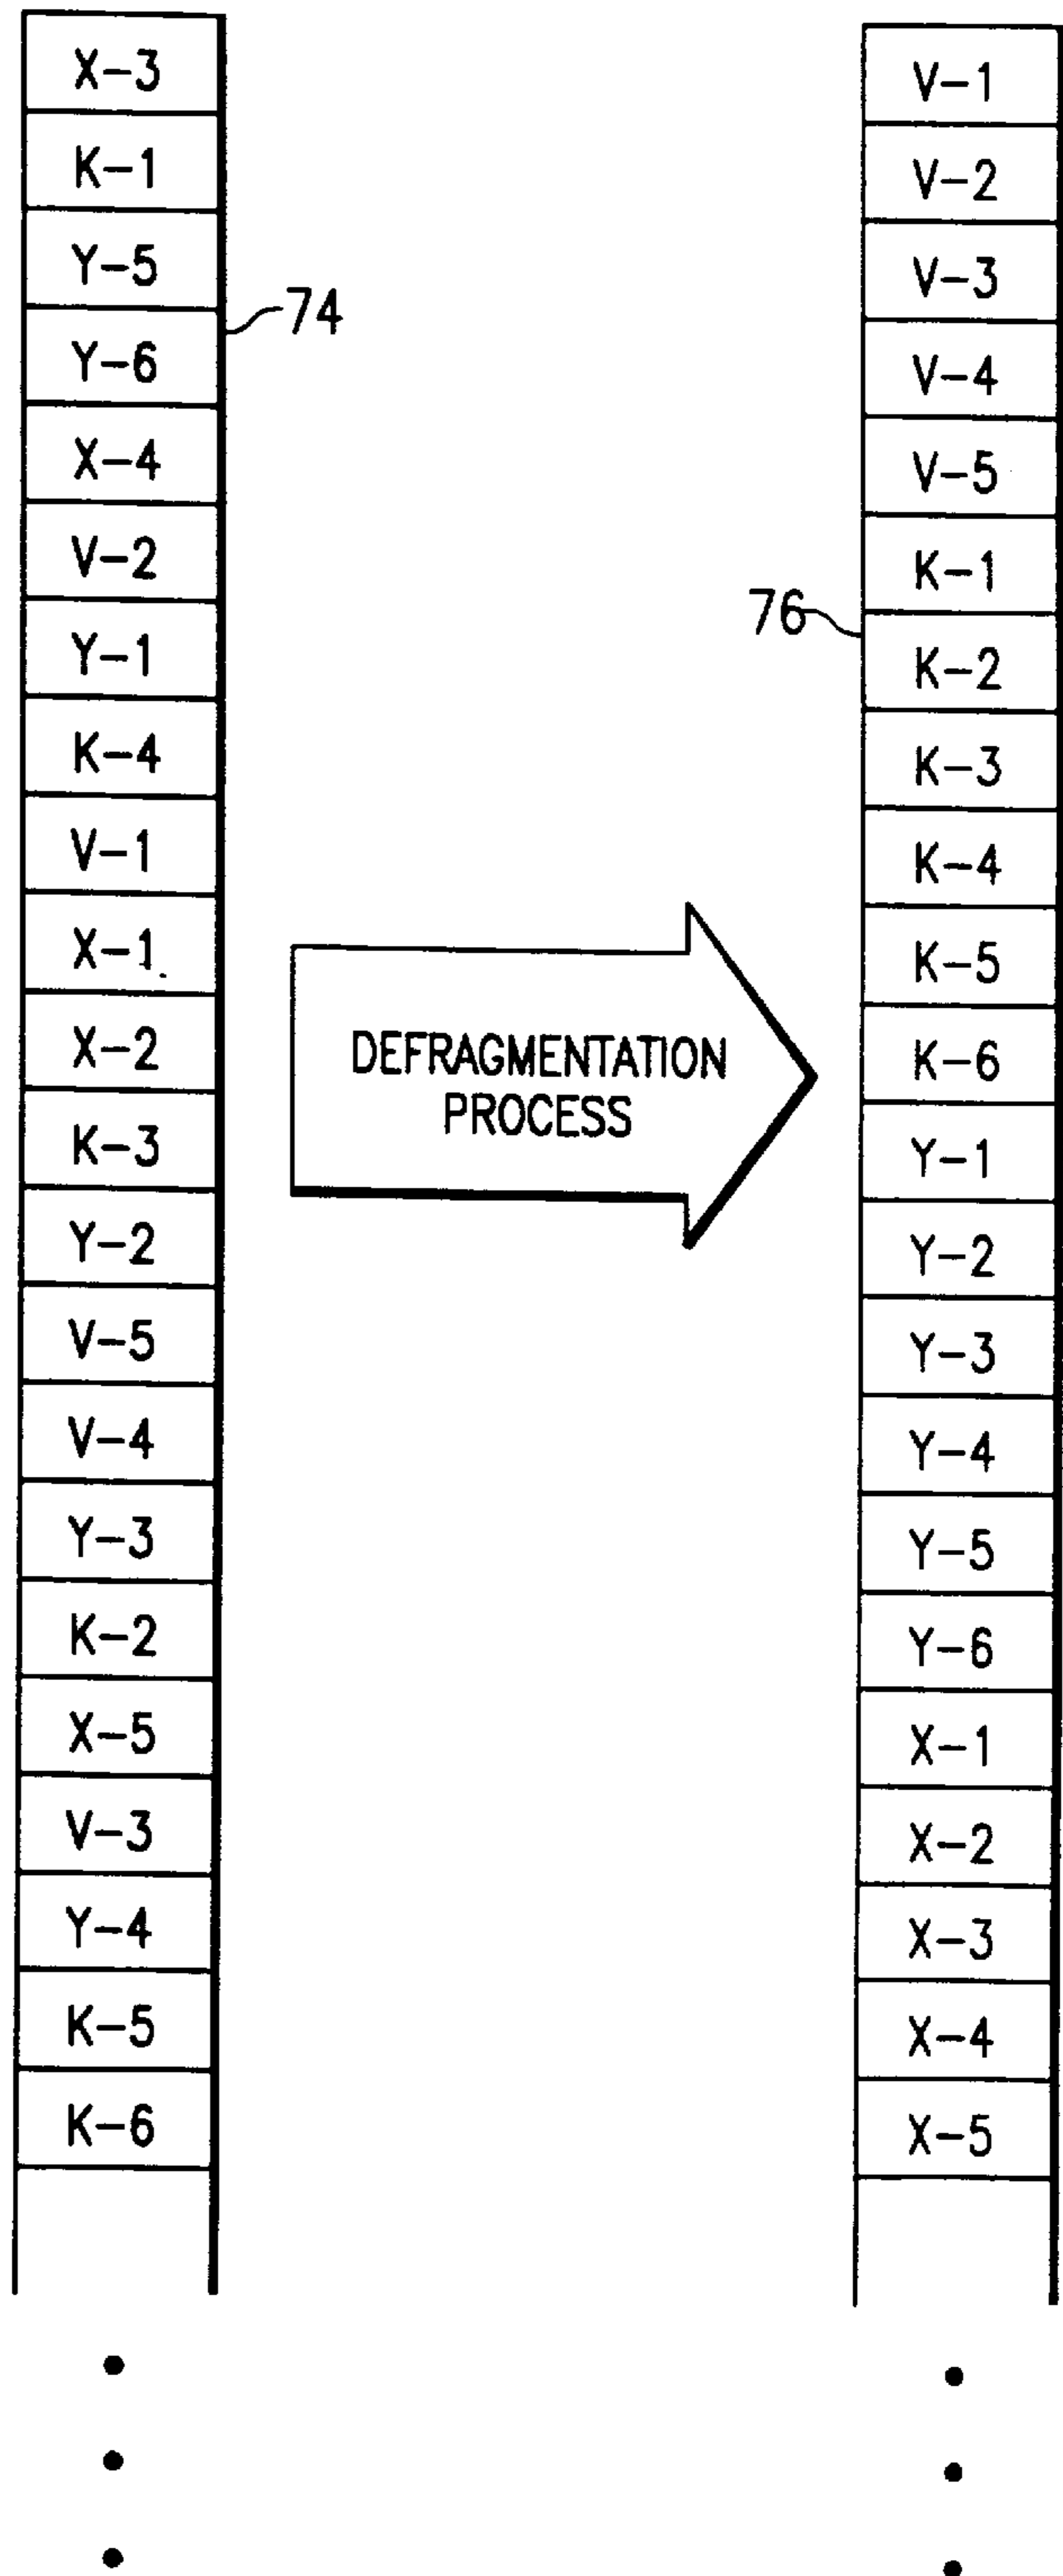 X-3
K-1
Y-5
Y-6
X-4
V-2
Y-1
K-4
V-1
X-1
X-2
K-3
Y-2
V-5
V-4
Y-3
K-2
X-5
V-3
Y-4
K-5
K-6
74
DEFRAGMENTATION
PROCESS
76
V-1
V-2
V-3
V-4
V-5
K-1
K-2
K-3
K-4
K-5
K-6
Y-1
Y-2
Y-3
Y-4
Y-5
Y-6
X-1
X-2
X-3
X-4
X-5